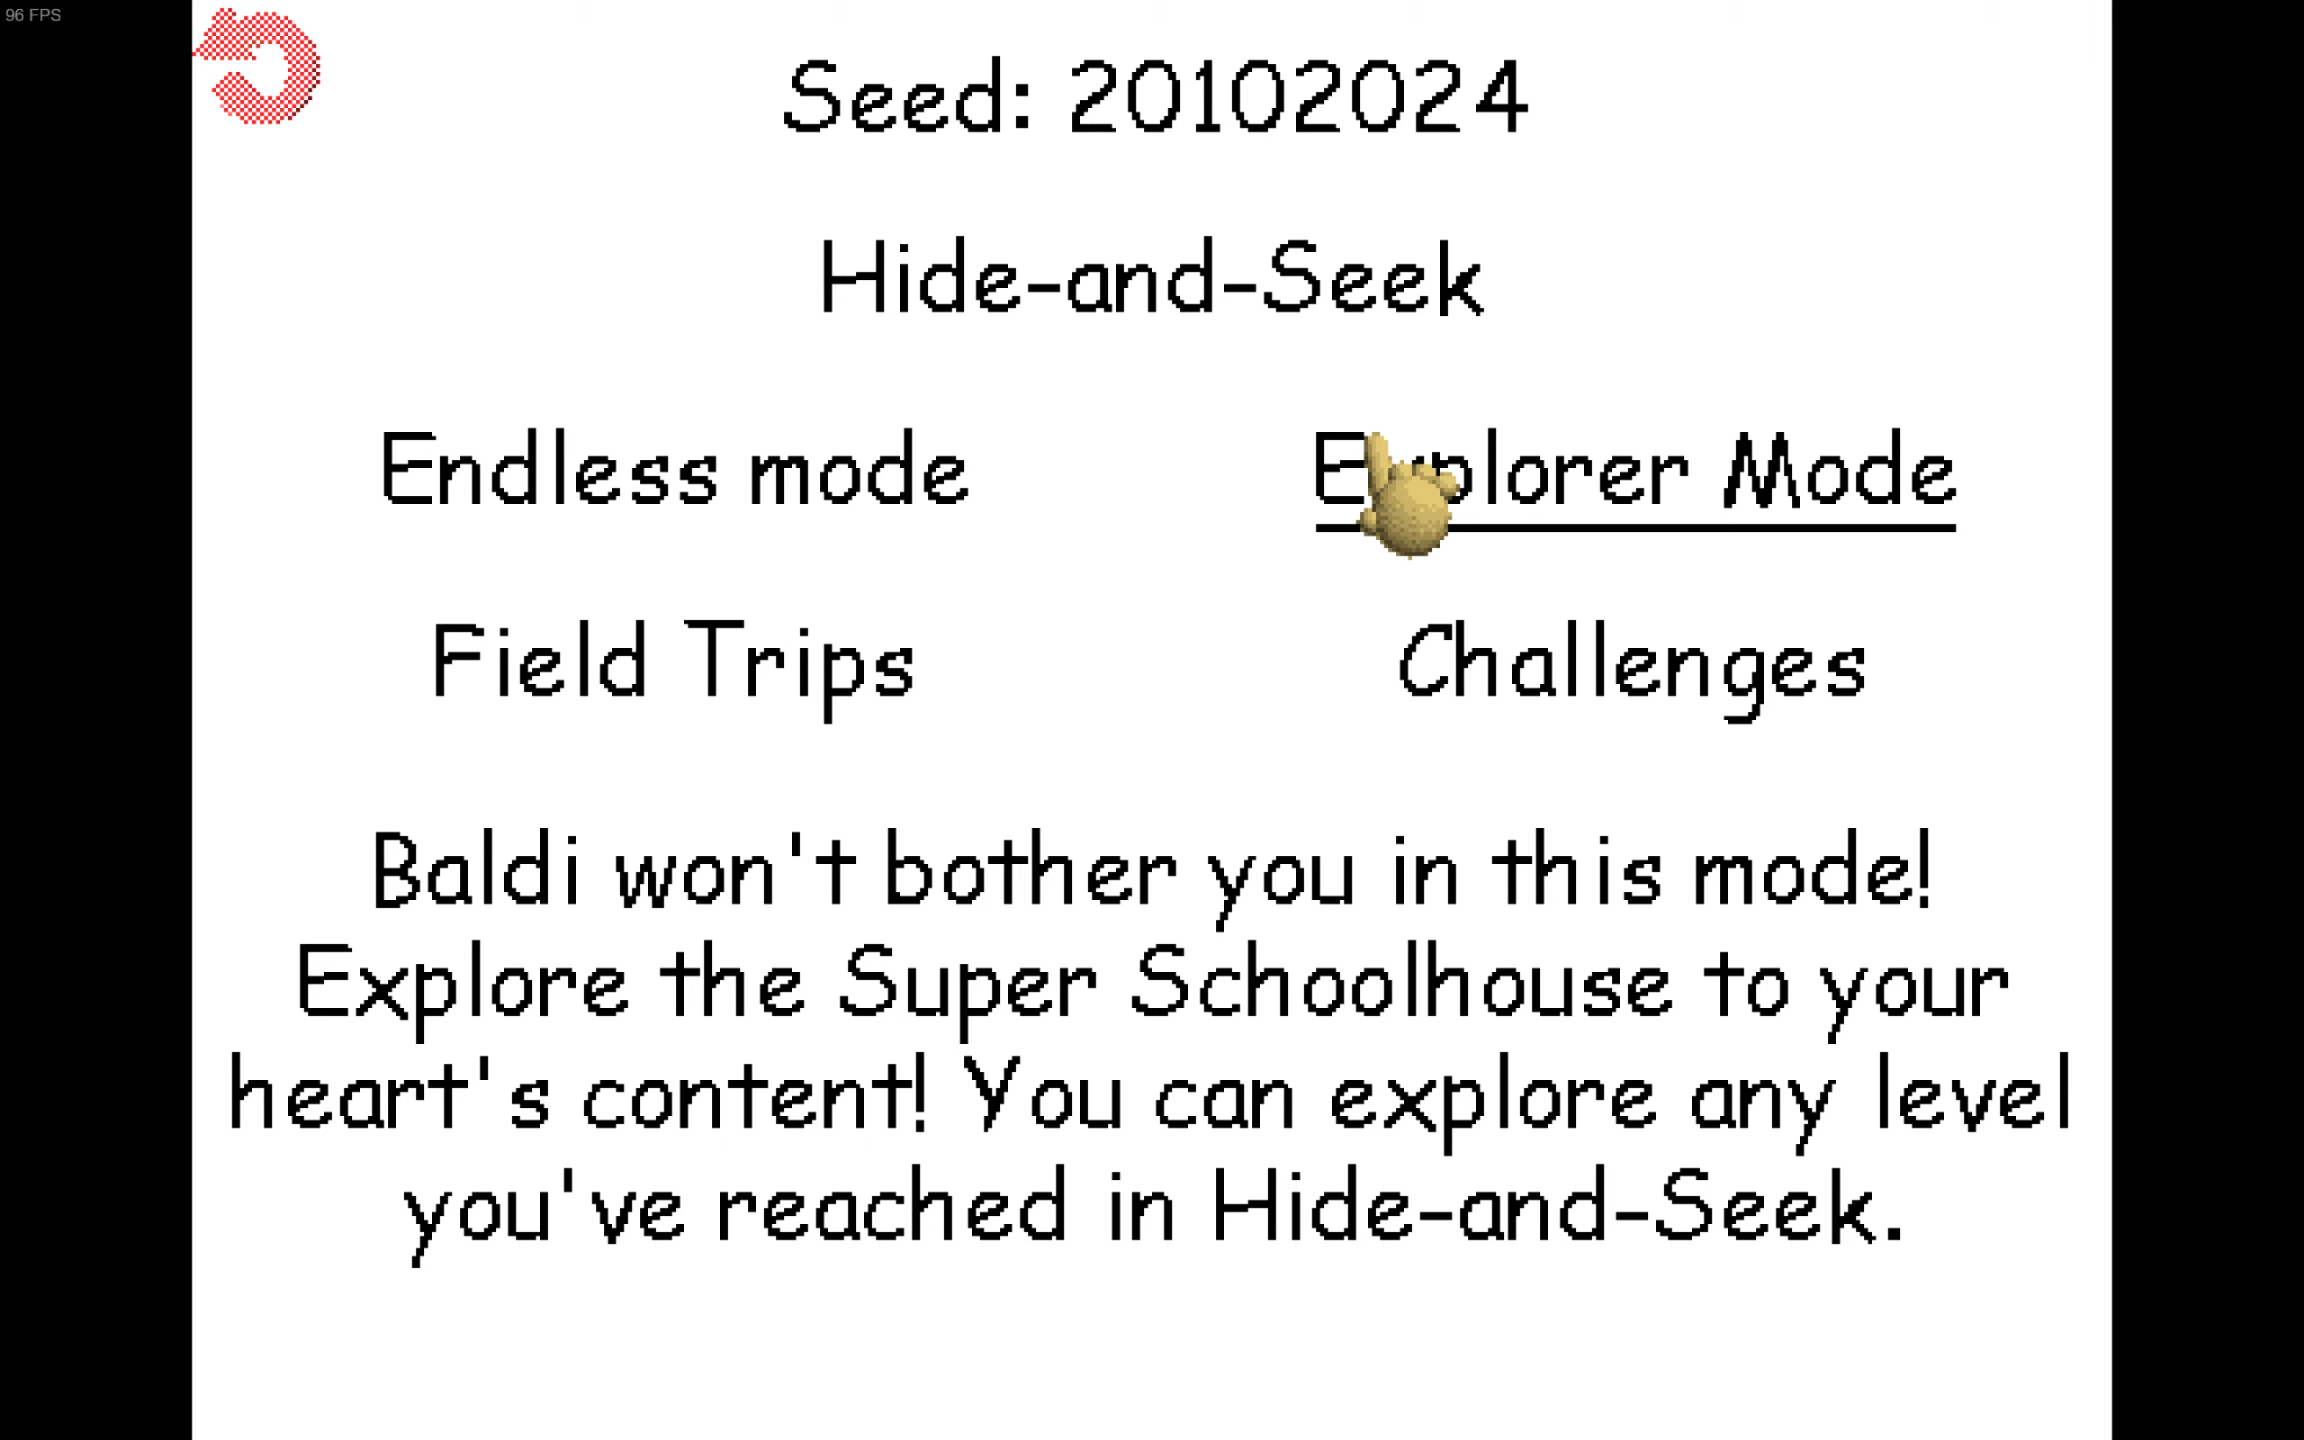 96 FPS
Seed: 20102024
Hide-and-Seek
Endless mode
Explorer Mode
Field Trips
Challenges
Baldi won't bother you in this mode!
Explore the Super Schoolhouse to your
heart's content! You can explore any level
you've reached in Hide-and-Seek.